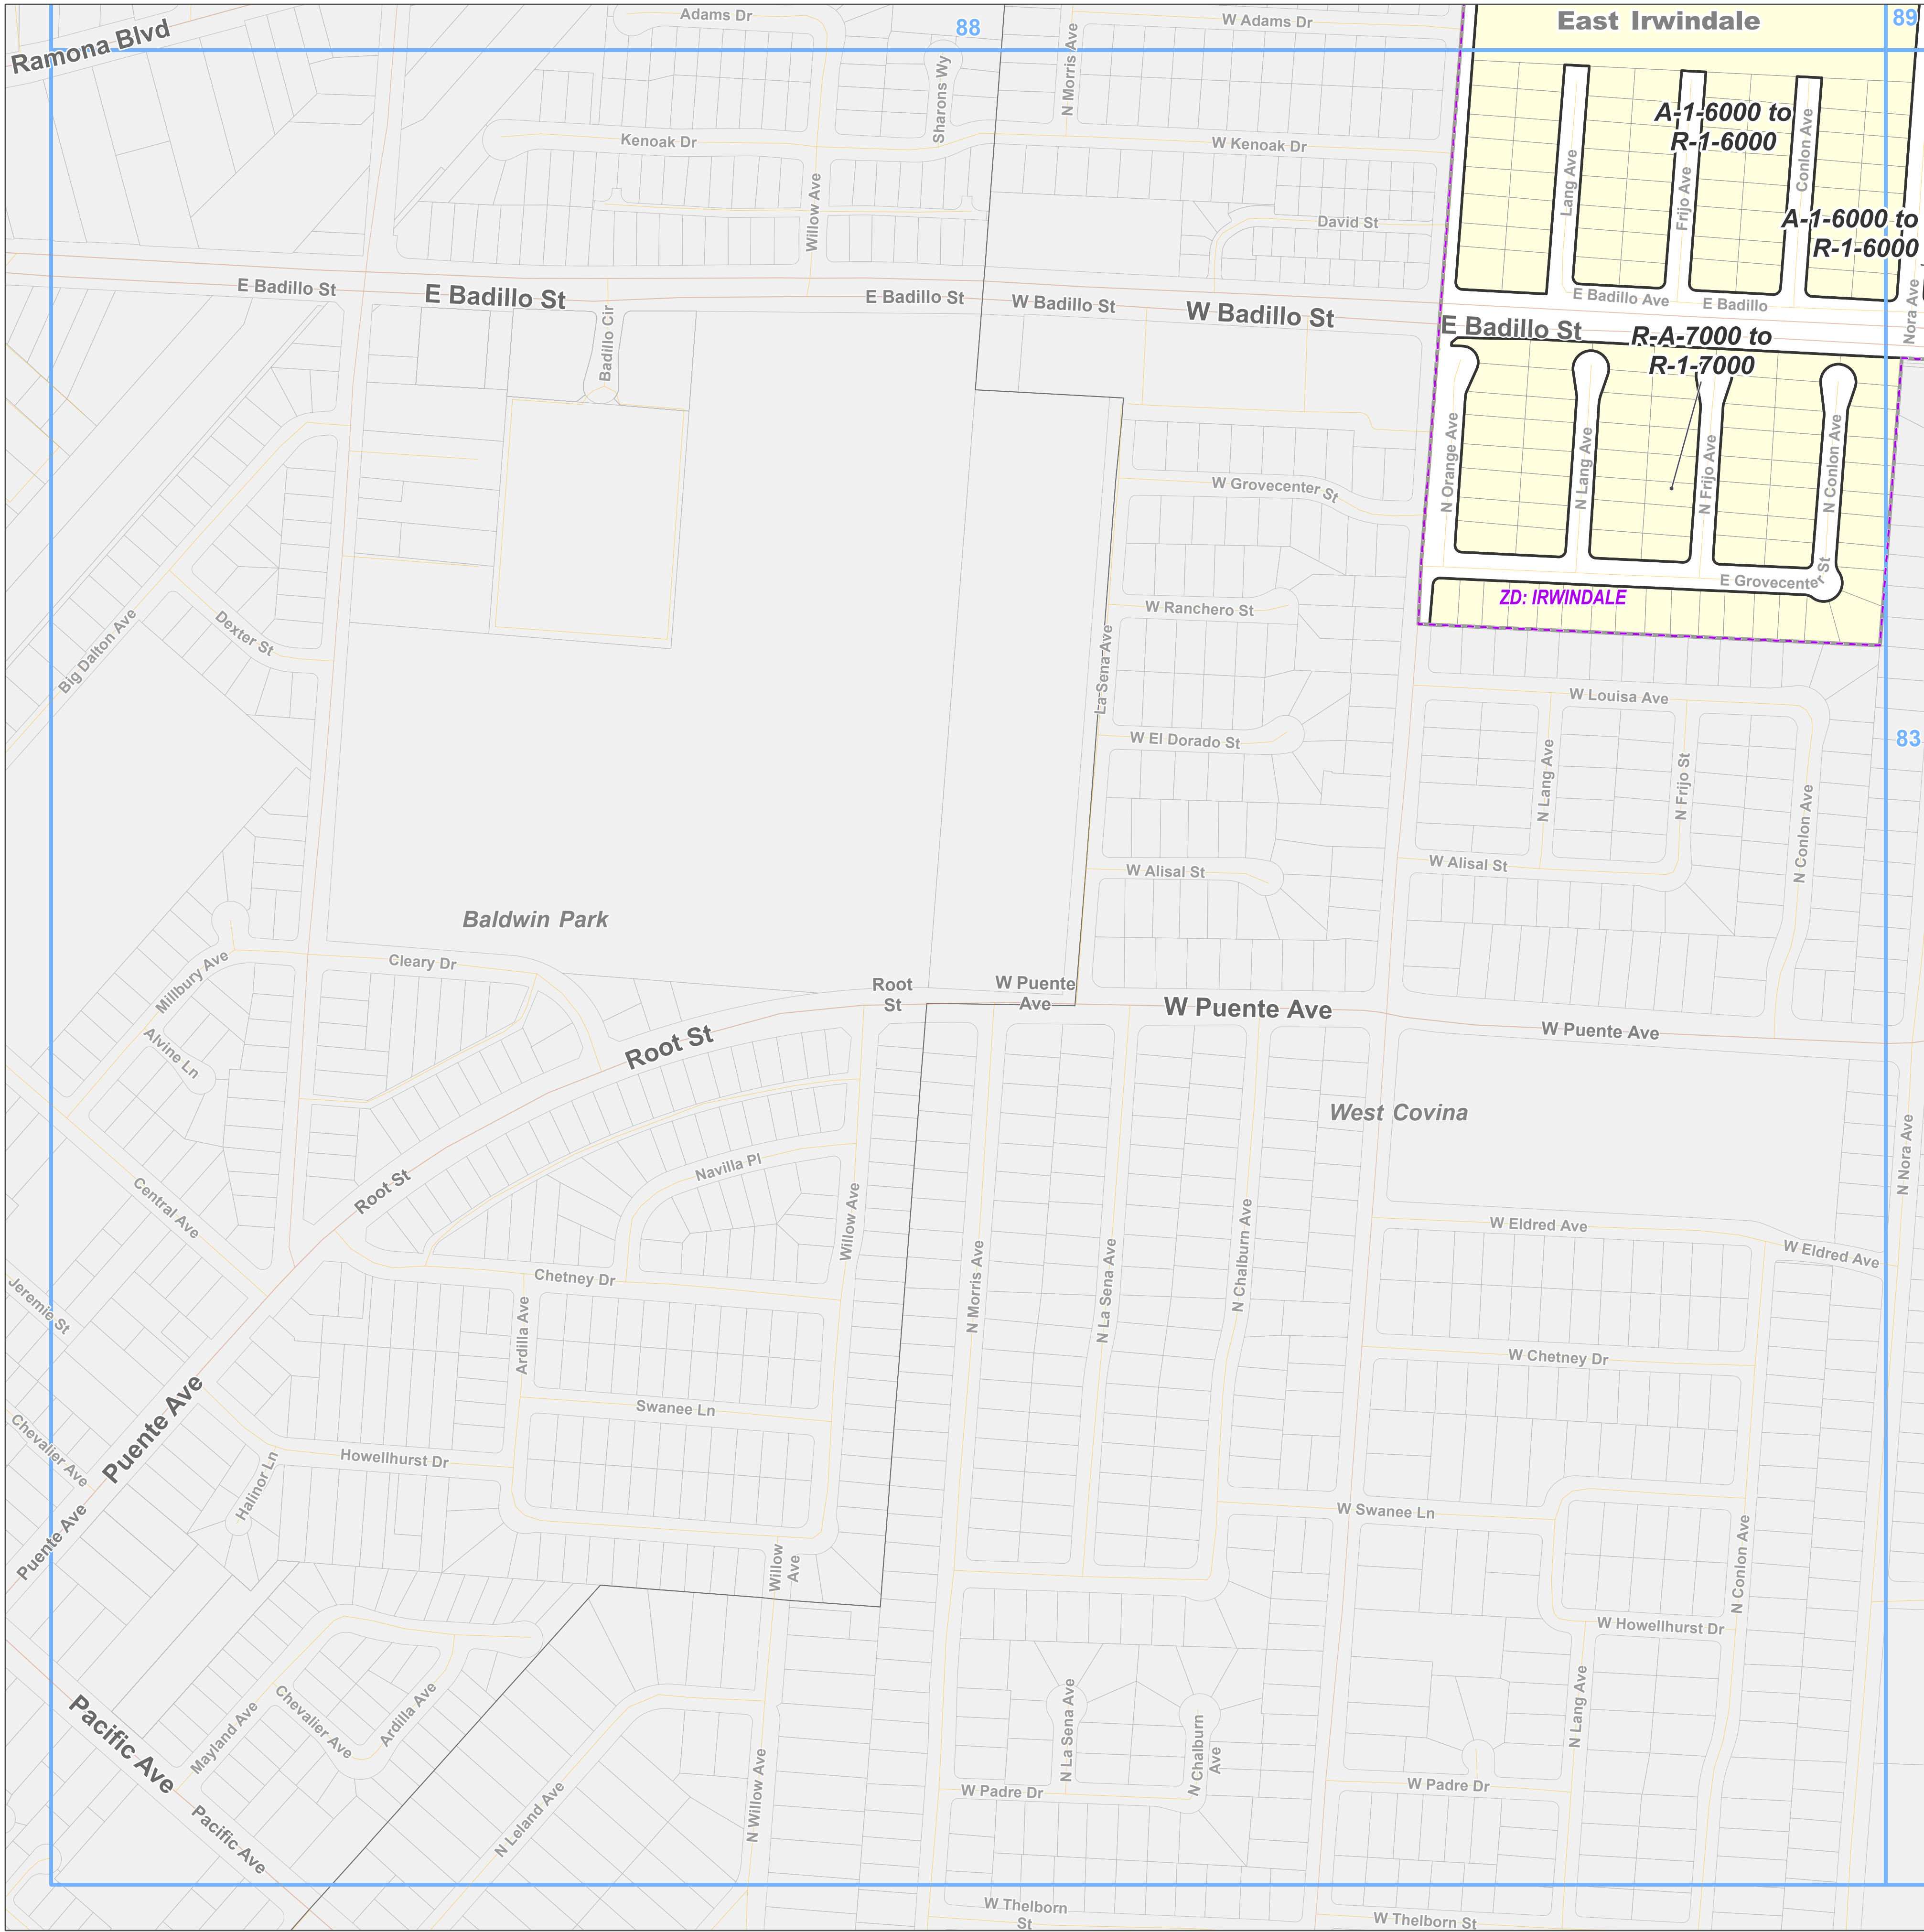 Adams Dr
88
W Adams Dr
East Irwindale
89
Ramona Blvd
Sharons Wy
N Morris Ave
Kenoak Dr
W Kenoak Dr
A-1-6000 to
R-1-6000
Lang Ave
Frijo Ave
Conlon Ave
Willow Ave
David St
A-1-6000 to
R-1-6000
E Badillo St
E Badillo St
E Badillo St
W Badillo St
W Badillo St
E Badillo Ave
E Badillo
Nora Ave
E Badillo St
R-A-7000 to
R-1-7000
Badillo Cir
N Orange Ave
N Lang Ave
N Frijo Ave
N Conlon Ave
W Grovecenter St
E Grovecenter St
ZD: IRWINDALE
W Ranchero St
Dexter St
Big Dalton Ave
La Sena Ave
W Louisa Ave
W El Dorado St
83
N Lang Ave
N Frijo St
N Conlon Ave
W Alisal St
W Alisal St
Baldwin Park
Cleary Dr
Millbury Ave
Root
St
W Puente
Ave
W Puente Ave
W Puente Ave
Root St
Alvine Ln
West Covina
N Nora Ave
Navilla Pl
Root St
Central Ave
Willow Ave
N Morris Ave
N La Sena Ave
N Chalburn Ave
W Eldred Ave
W Eldred Ave
Chetney Dr
Jeremie St
Ardilla Ave
W Chetney Dr
Puente Ave
Swanee Ln
Chevalier Ave
Howellhurst Dr
Halinor Ln
W Swanee Ln
Puente Ave
Willow
Ave
N Conlon Ave
W Howellhurst Dr
Mayland Ave
Chevalier Ave
Ardilla Ave
Pacific Ave
N La Sena Ave
N Chalburn
Ave
N Lang Ave
W Padre Dr
W Padre Dr
N Leland Ave
N Willow Ave
Pacific Ave
W Thelborn
St
W Thelborn St